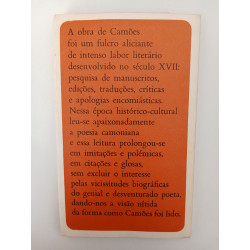 A obra de Camões
foi um fulcro aliciante
de intenso labor literário
desenvolvido no século XVII:
pesquisa de manuscritos,
edições, traduções, críticas
e apologias encomiásticas.
Nessa época histórico-cultural
leu-se apaixonadamente
a poesia camoniana
e essa leitura prolongou-se
em imitações e polémicas,
em citações e glosas,
sem excluir o interesse
pelas vicissitudes biográficas
do genial e desventurado poeta,
dando-nos a visão nítida
da forma como Camões foi lido.